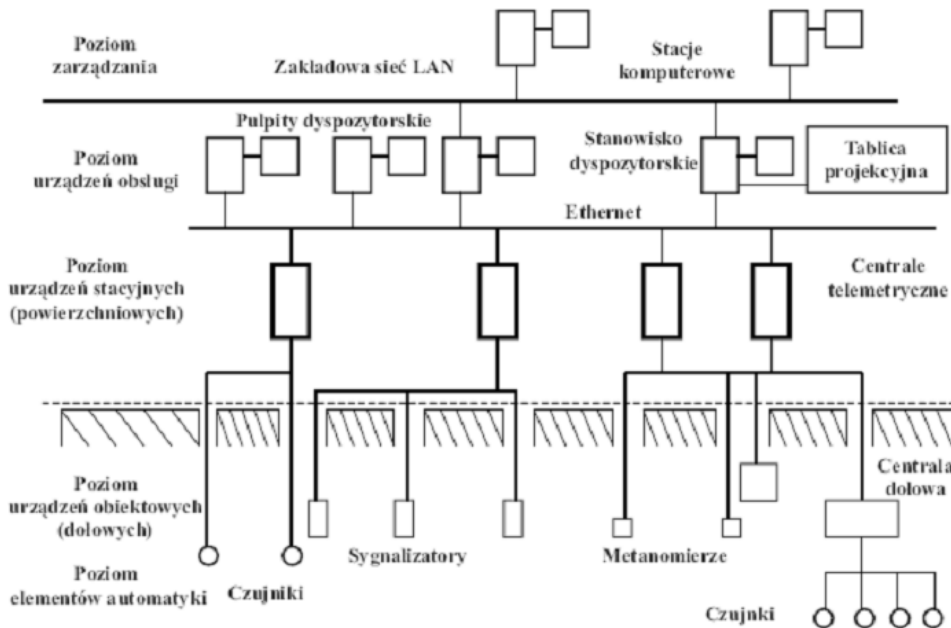 Poziom
zarządzania
Zakładowa sieć LAN
Stacje
komputerowe
Pulpity dyspozytorskie
Poziom
urządzeń obsługi
Stanowisko
dyspozytorskie
Tablica
projekcyjna
Ethernet
Poziom
urządzeń stacyjnych
(powierzchniowych)
Centrale
telemetryczne
Poziom
urządzeń obiektowych
(dołowych)
Centrala
dołowa
Sygnalizatory
Metanomierze
Poziom
elementów automatyki
Czujniki
Czujnki